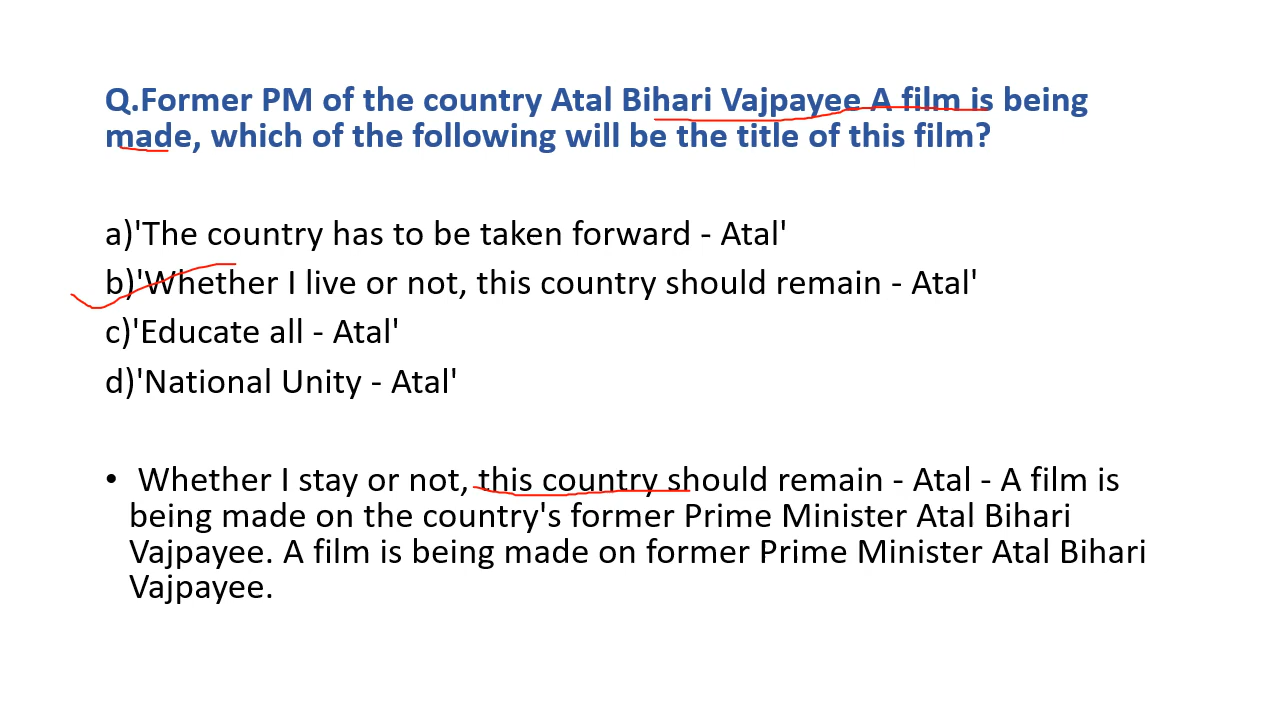 Q.Former PM of the country Atal Bihari Vajpayee A film is being
made, which of the following will be the title of this film?
a)'The country has to be taken forward - Atal'
b)'Whether I live or not, this country should remain - Atal'
c)'Educate all - Atal'
d)'National Unity - Atal'
• Whether I stay or not, this country should remain - Atal - A film is
being made on the country's former Prime Minister Atal Bihari
Vajpayee. A film is being made on former Prime Minister Atal Bihari
Vajpayee.